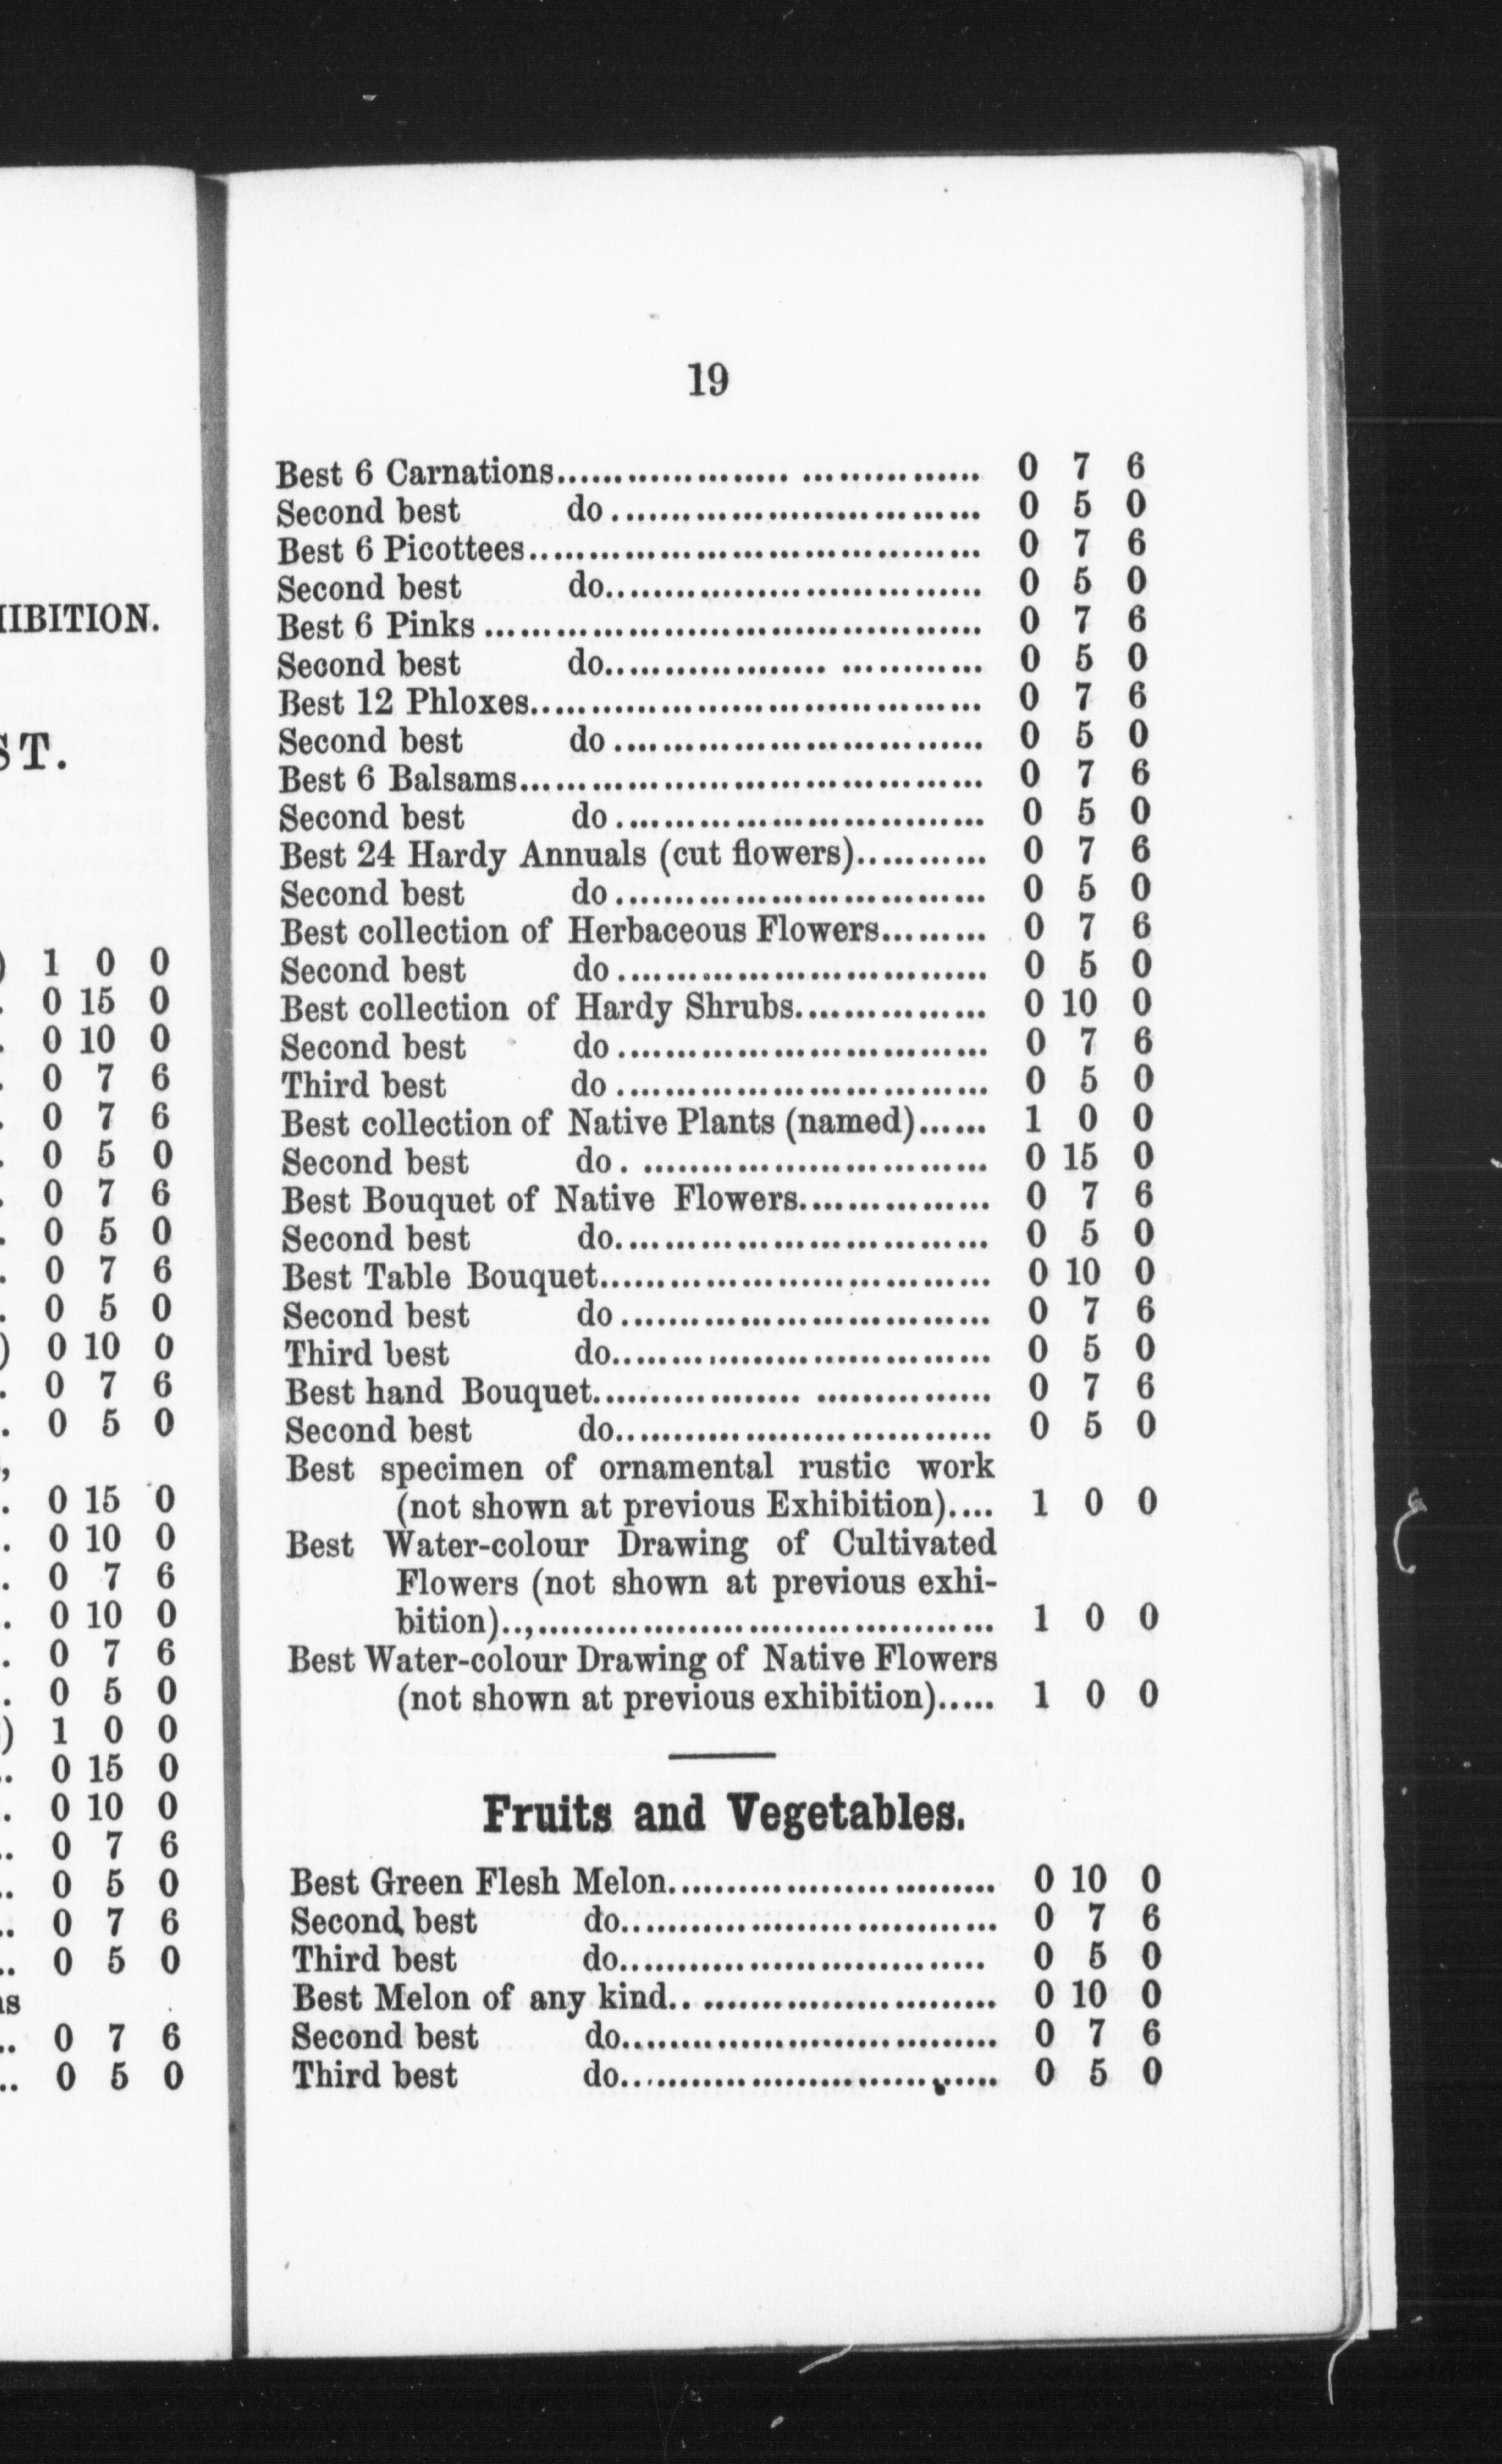 HIBITION.
ST.
) 1 0 0
. 0 15 0
. 0 10 0
. 0 7 6
. 0 7 6
. 0 5 0
. 0 7 6
. 0 5 0
. 0 7 6
. 0 5 0
) 0 10 0
. 0 7 6
. 0 5 0
,
. 0 15 0
. 0 10 0
. 0 7 6
. 0 10 0
. 0 7 6
. 0 5 0
) 1 0 0
.. 0 15 0
. 0 10 0
.. 0 7 6
.. 0 5 0
.. 0 7 6
.. 0 5 0
ns
.. 0 7 6
.. 0 5 0
19
Best 6 Carnations.................... ............... 0 7 6
Second best do............................... 0 5 0
Best 6 Picottees...................................... 0 7 6
Second best do................................ 0 5 0
Best 6 Pinks.......................................... 0 7 6
Second best do................... ............ 0 5 0
Best 12 Phloxes...................................... 0 7 6
Second best do............................... 0 5 0
Best 6 Balsams....................................... 0 7 6
Second best do............................... 0 5 0
Best 24 Hardy Annuals (cut flowers)........... 0 7 6
Second best do............................... 0 5 0
Best collection of Herbaceous Flowers......... 0 7 6
Second best do............................... 0 5 0
Best collection of Hardy Shrubs................ 0 10 0
Second best do............................... 0 7 6
Third best do............................... 0 5 0
Best collection of Native Plants (named)...... 1 0 0
Second best do. ............................. 0 15 0
Best Bouquet of Native Flowers................ 0 7 6
Second best do................................ 0 5 0
Best Table Bouquet................................. 0 10 0
Second best do............................... 0 7 6
Third best do................................ 0 5 0
Best hand Bouquet.................. ............... 0 7 6
Second best do................................ 0 5 0
Best specimen of ornamental rustic work
(not shown at previous Exhibition).... 1 0 0
Best Water-colour Drawing of Cultivated
Flowers (not shown at previous exhi-
bition)..,....................................... 1 0 0
Best Water-colour Drawing of Native Flowers
(not shown at previous exhibition)..... 1 0 0
Fruits and Vegetables.
Best Green Flesh Melon............................ 0 10 0
Second best do................................ 0 7 6
Third best do............................... 0 5 0
Best Melon of any kind.. ......................... 0 10 0
Second best do................................ 0 7 6
Third best do................................ 0 5 0